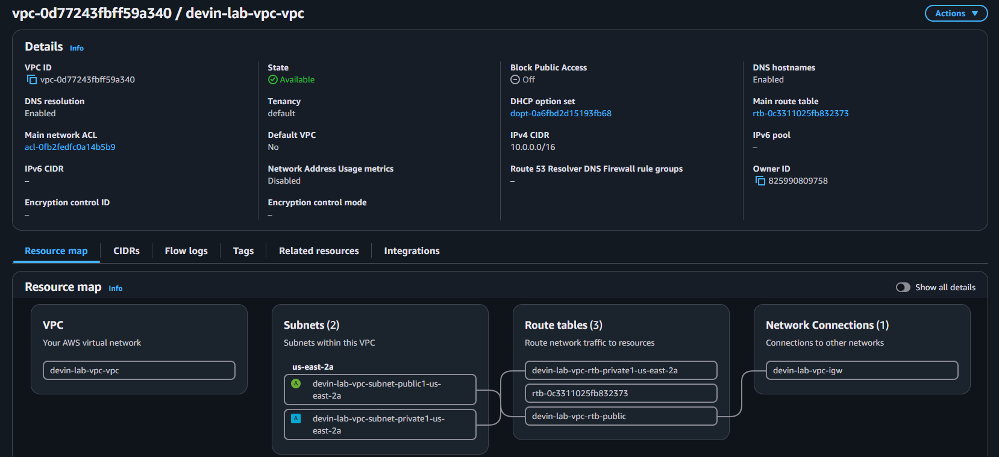 vpc-0d77243fbff59a340 / devin-lab-vpc-vpc
Actions
Details Info
VPC ID
vpc-0d77243fbff59a340
State
Available
Block Public Access
Off
DNS hostnames
Enabled
DNS resolution
Enabled
Tenancy
default
DHCP option set
dopt-0a6fbd2d15193fb68
Main route table
rtb-0c3311025fb832373
Main network ACL
acl-0fb2fedfc0a14b5b9
Default VPC
No
IPv4 CIDR
10.0.0.0/16
IPv6 pool
–
IPv6 CIDR
–
Network Address Usage metrics
Disabled
Route 53 Resolver DNS Firewall rule groups
–
Owner ID
825990809758
Encryption control ID
–
Encryption control mode
–
Resource map
CIDRs
Flow logs
Tags
Related resources
Integrations
Resource map Info
Show all details
VPC
Your AWS virtual network
devin-lab-vpc-vpc
Subnets (2)
Subnets within this VPC
us-east-2a
A
devin-lab-vpc-subnet-public1-us-
east-2a
A
devin-lab-vpc-subnet-private1-us-
east-2a
Route tables (3)
Route network traffic to resources
devin-lab-vpc-rtb-private1-us-east-2a
rtb-0c3311025fb832373
devin-lab-vpc-rtb-public
Network Connections (1)
Connections to other networks
devin-lab-vpc-igw